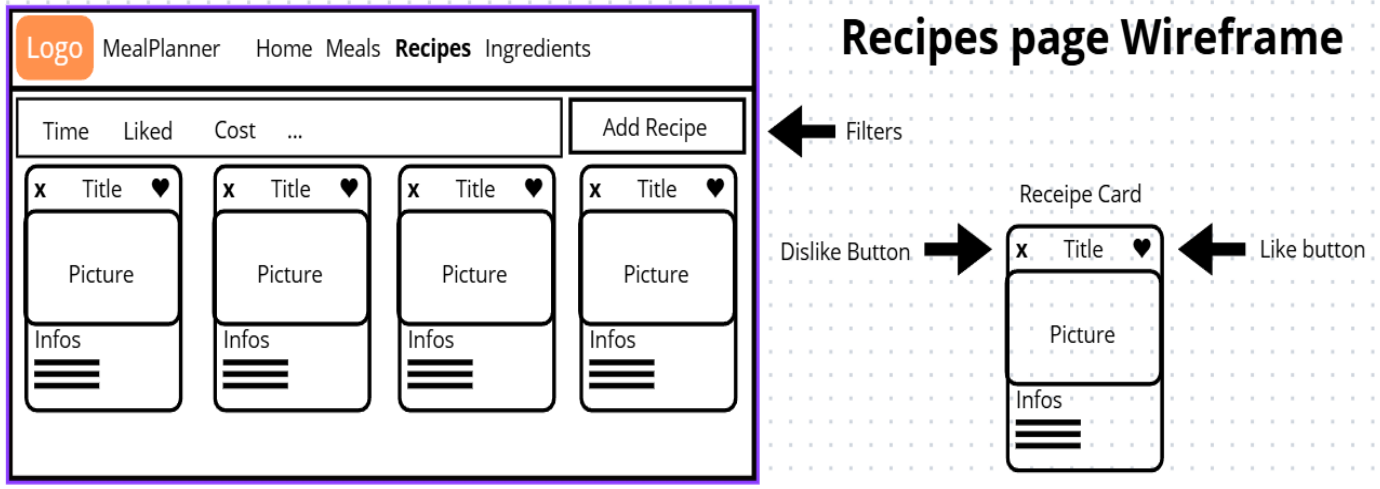 Recipes page Wireframe
Logo MealPlanner Home Meals Recipes Ingredients
Time Liked Cost ...
Add Recipe
Filters
x Title ♥
Picture
Infos
x Title ♥
Picture
Infos
x Title ♥
Picture
Infos
x Title ♥
Picture
Infos
Receipe Card
Dislike Button
x Title ♥
Like button
Picture
Infos